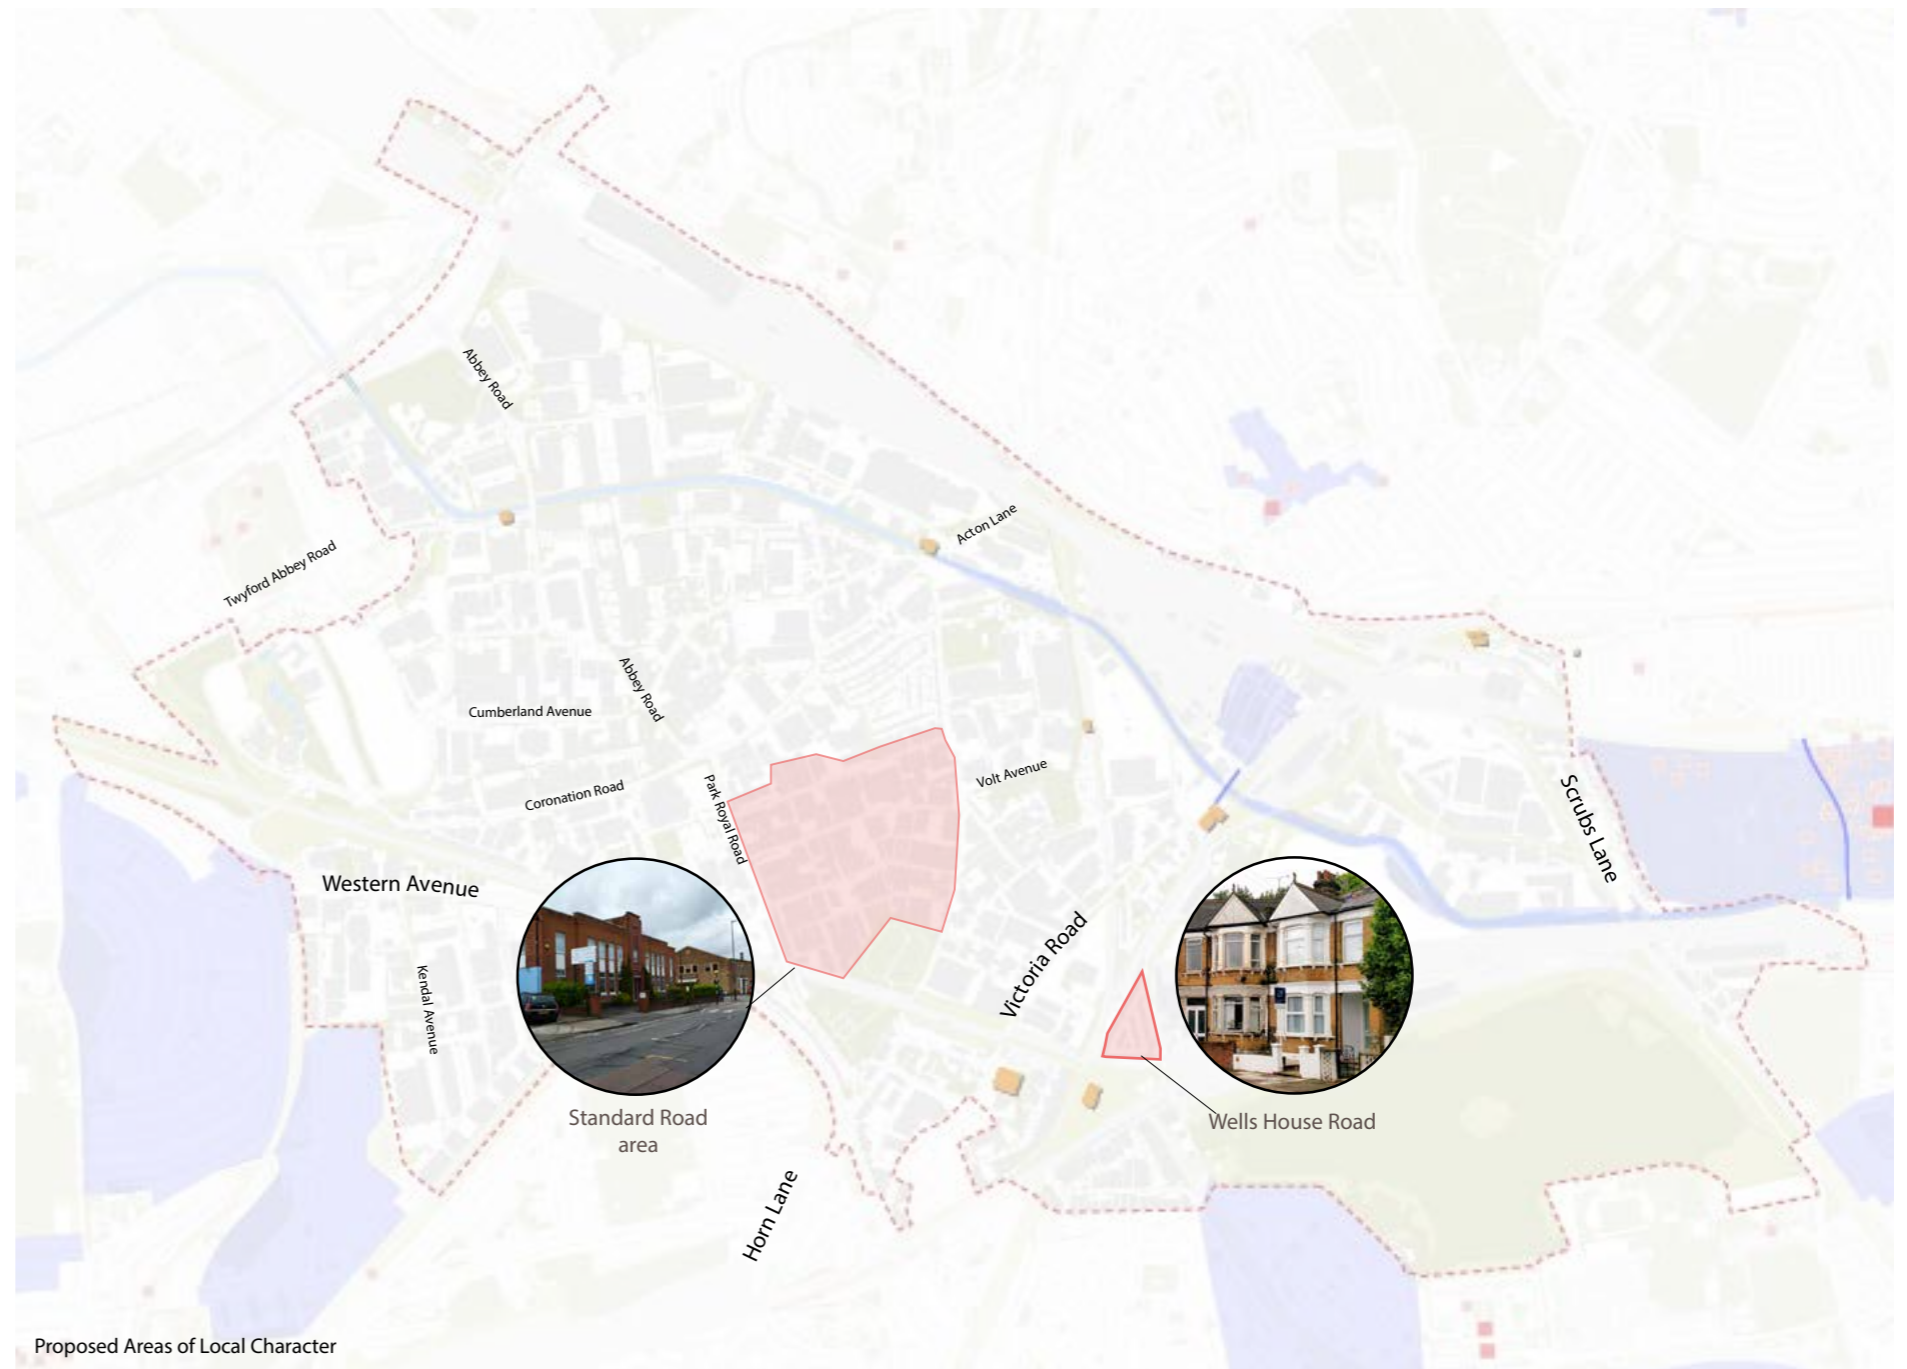 Abbey Road
Acton Lane
Twyford Abbey Road
Abbey Road
Cumberland Avenue
Volt Avenue
Park Royal Road
Coronation Road
Scrubs Lane
Western Avenue
Victoria Road
Kendal Avenue
Standard Road
area
Wells House Road
Horn Lane
Proposed Areas of Local Character